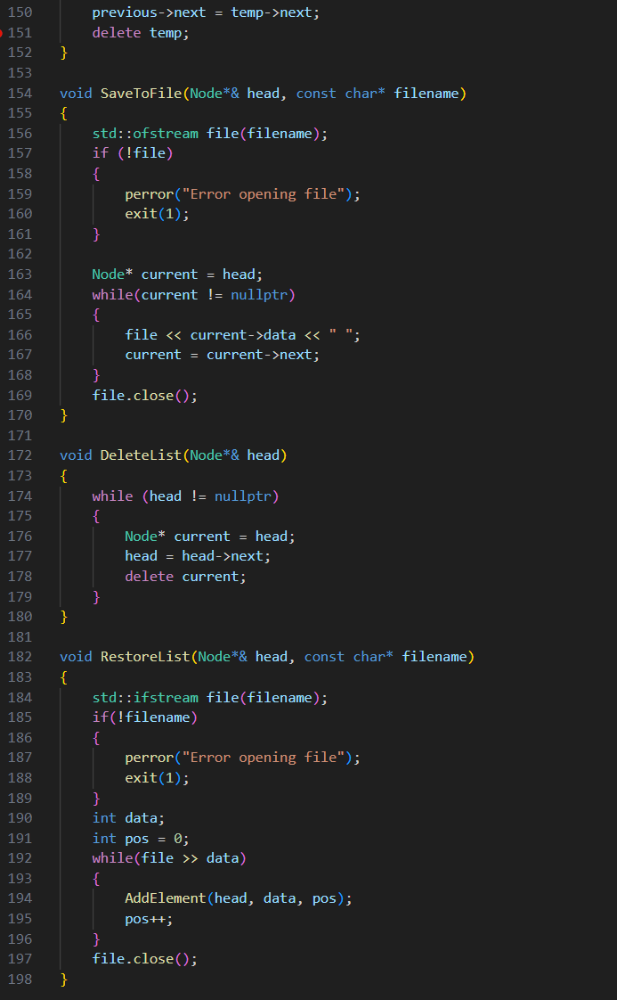 150 previous->next = temp->next;
151 delete temp;
152 }
153
154 void SaveToFile(Node*& head, const char* filename)
155 {
156 std::ofstream file(filename);
157 if (!file)
158 {
159 perror("Error opening file");
160 exit(1);
161 }
162
163 Node* current = head;
164 while(current != nullptr)
165 {
166 file << current->data << " ";
167 current = current->next;
168 }
169 file.close();
170 }
171
172 void DeleteList(Node*& head)
173 {
174 while (head != nullptr)
175 {
176 Node* current = head;
177 head = head->next;
178 delete current;
179 }
180 }
181
182 void RestoreList(Node*& head, const char* filename)
183 {
184 std::ifstream file(filename);
185 if(!filename)
186 {
187 perror("Error opening file");
188 exit(1);
189 }
190 int data;
191 int pos = 0;
192 while(file >> data)
193 {
194 AddElement(head, data, pos);
195 pos++;
196 }
197 file.close();
198 }